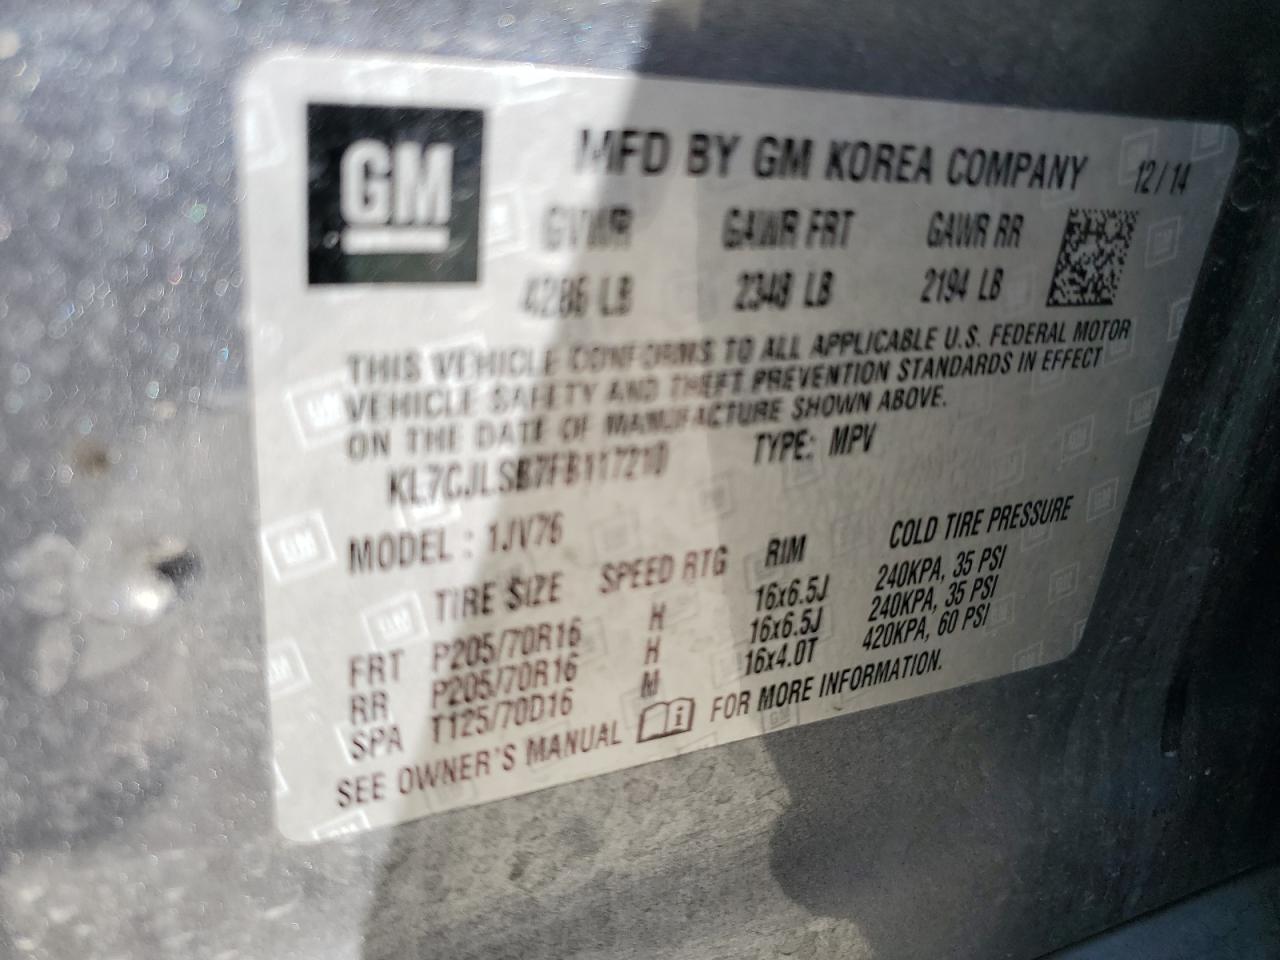 GM
MFD BY GM KOREA COMPANY 12/14
GVWR GAWR FRT GAWR RR
4286 LB 2348 LB 2194 LB
THIS VEHICLE CONFORMS TO ALL APPLICABLE U.S. FEDERAL MOTOR
VEHICLE SAFETY AND THEFT PREVENTION STANDARDS IN EFFECT
ON THE DATE OF MANUFACTURE SHOWN ABOVE.
KL7CJLSB7FB117210 TYPE: MPV
MODEL : 1JV76
TIRE SIZE SPEED RTG RIM COLD TIRE PRESSURE
FRT P205/70R16 H 16x6.5J 240KPA, 35 PSI
RR P205/70R16 H 16x6.5J 240KPA, 35 PSI
SPA T125/70D16 M 16x4.0T 420KPA, 60 PSI
SEE OWNER'S MANUAL FOR MORE INFORMATION.